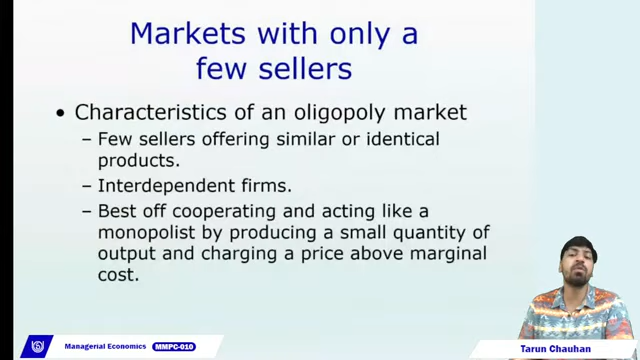 Markets with only a
few sellers
• Characteristics of an oligopoly market
– Few sellers offering similar or identical
products.
– Interdependent firms.
– Best off cooperating and acting like a
monopolist by producing a small quantity of
output and charging a price above marginal
cost.
Managerial Economics MMPC-010
Tarun Chauhan